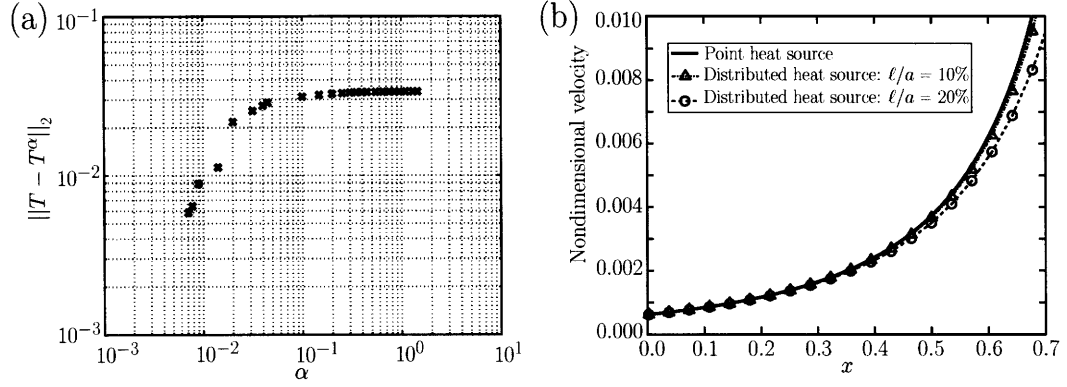 (a)
10^{-1}
10^{-2}
10^{-3}
||T − T^α||_2
10^{-3}
10^{-2}
10^{-1}
10^0
10^1
α
(b)
0.010
0.008
0.006
0.004
0.002
0.000
Nondimensional velocity
Point heat source
Distributed heat source: ℓ/a = 10%
Distributed heat source: ℓ/a = 20%
0.0 0.1 0.2 0.3 0.4 0.5 0.6 0.7
x